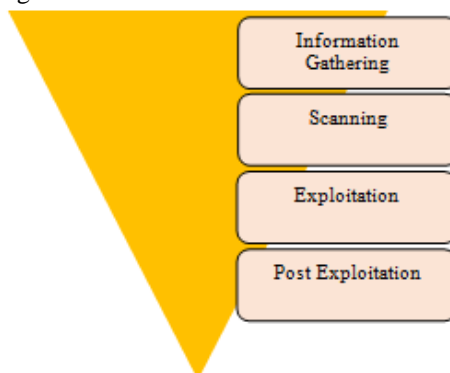 Information
Gathering
Scanning
Exploitation
Post Exploitation